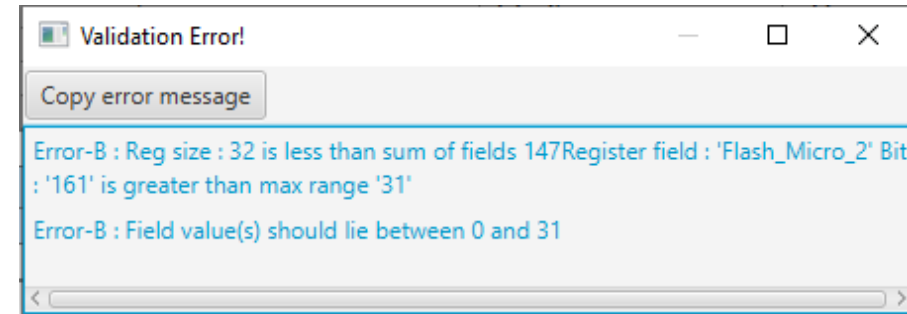 Validation Error!
Copy error message
Error-B : Reg size : 32 is less than sum of fields 147Register field : 'Flash_Micro_2' Bit
: '161' is greater than max range '31'
Error-B : Field value(s) should lie between 0 and 31